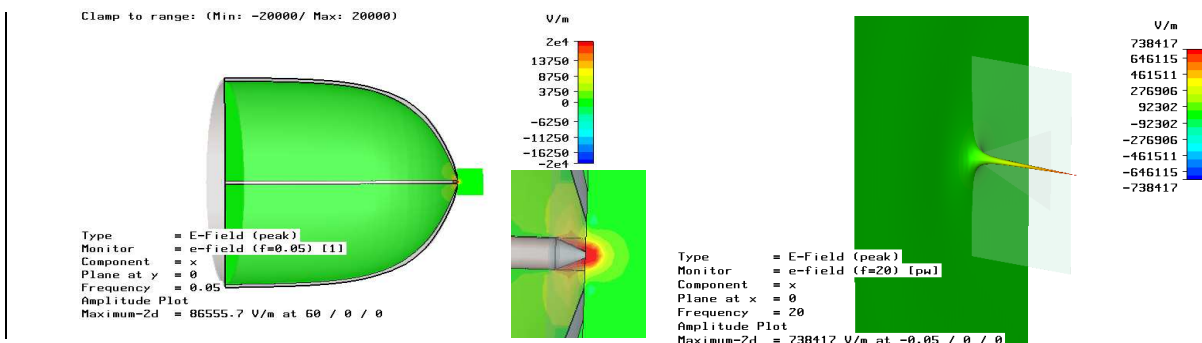 Clamp to range: (Min: -20000/ Max: 20000)
V/m
2e4
13750
8750
3750
0
-6250
-11250
-16250
-2e4
Type = E-Field (peak)
Monitor = e-field (f=0.05) [1]
Component = x
Plane at y = 0
Frequency = 0.05
Amplitude Plot
Maximum-2d = 86555.7 V/m at 60 / 0 / 0
V/m
738417
646115
461511
276906
92302
-92302
-276906
-461511
-646115
-738417
Type = E-Field (peak)
Monitor = e-field (f=20) [pw]
Component = x
Plane at x = 0
Frequency = 20
Amplitude Plot
Maximum-2d = 738417 V/m at -0.05 / 0 / 0